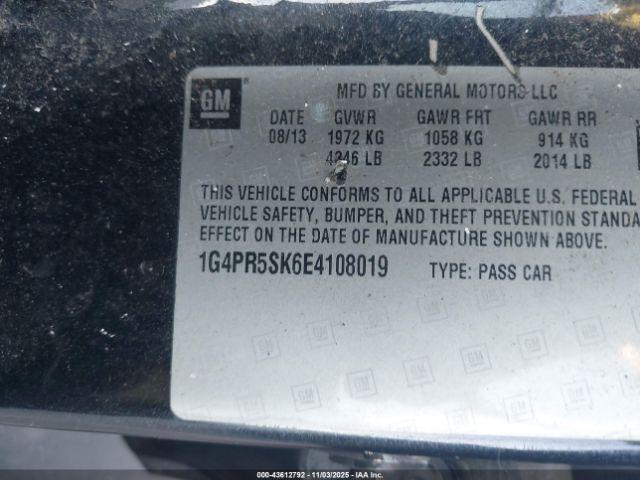 GM
MFD BY GENERAL MOTORS LLC
DATE GVWR GAWR FRT GAWR RR
08/13 1972 KG 1058 KG 914 KG
4346 LB 2332 LB 2014 LB
THIS VEHICLE CONFORMS TO ALL APPLICABLE U.S. FEDERAL
VEHICLE SAFETY, BUMPER, AND THEFT PREVENTION STANDA
EFFECT ON THE DATE OF MANUFACTURE SHOWN ABOVE.
1G4PR5SK6E4108019 TYPE: PASS CAR
000-43612792 - 11/03/2025 - IAAI.com